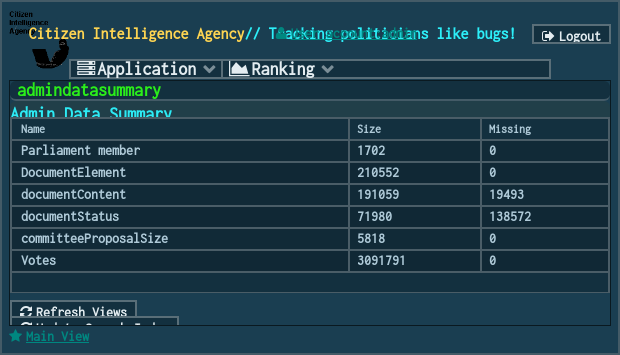 Citizen
Intelligence
Agency
Citizen Intelligence Agency// Tracking politicians like bugs!
Logout
Application
Ranking
admindatasummary
Admin Data Summary
Name Size Missing
Parliament member 1702 0
DocumentElement 210552 0
documentContent 191059 19493
documentStatus 71980 138572
committeeProposalSize 5818 0
Votes 3091791 0
Refresh Views
Main View